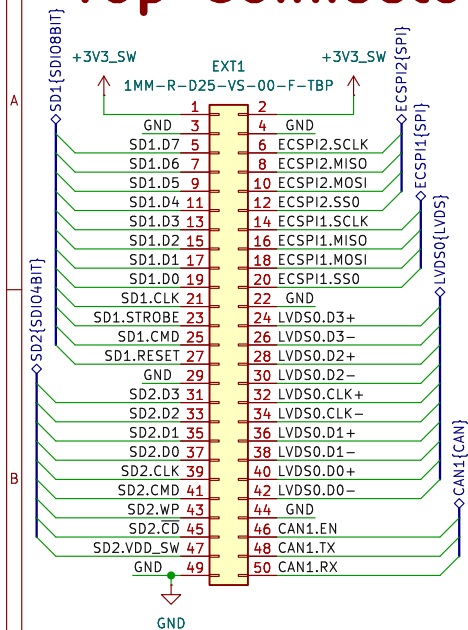 +3V3_SW
+3V3_SW
EXT1
1MM-R-D25-VS-00-F-TBP
SD1{SDIO8BIT}
ECSPI2{SPI}
ECSPI1{SPI}
LVDS0{LVDS}
SD2{SDIO4BIT}
CAN1{CAN}
A
B
1 2
GND 3 4 GND
SD1.D7 5 6 ECSPI2.SCLK
SD1.D6 7 8 ECSPI2.MISO
SD1.D5 9 10 ECSPI2.MOSI
SD1.D4 11 12 ECSPI2.SS0
SD1.D3 13 14 ECSPI1.SCLK
SD1.D2 15 16 ECSPI1.MISO
SD1.D1 17 18 ECSPI1.MOSI
SD1.D0 19 20 ECSPI1.SS0
SD1.CLK 21 22 GND
SD1.STROBE 23 24 LVDS0.D3+
SD1.CMD 25 26 LVDS0.D3-
SD1.RESET 27 28 LVDS0.D2+
GND 29 30 LVDS0.D2-
SD2.D3 31 32 LVDS0.CLK+
SD2.D2 33 34 LVDS0.CLK-
SD2.D1 35 36 LVDS0.D1+
SD2.D0 37 38 LVDS0.D1-
SD2.CLK 39 40 LVDS0.D0+
SD2.CMD 41 42 LVDS0.D0-
SD2.WP 43 44 GND
SD2.CD 45 46 CAN1.EN
SD2.VDD_SW 47 48 CAN1.TX
GND 49 50 CAN1.RX
GND